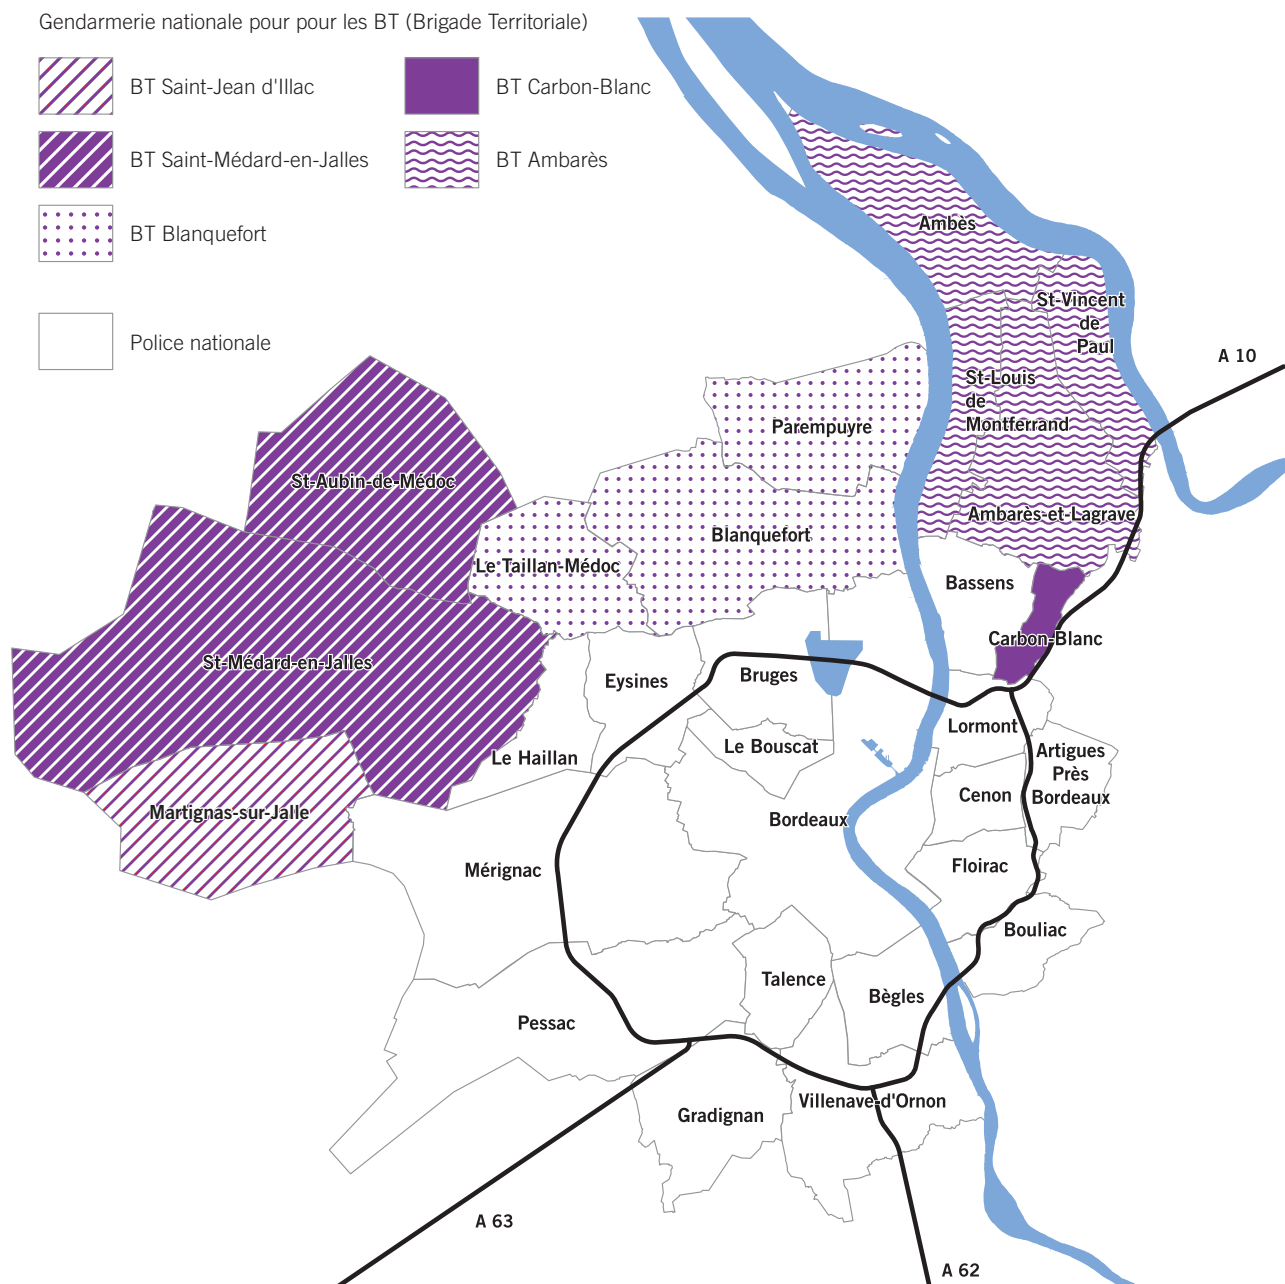 Gendarmerie nationale pour pour les BT (Brigade Territoriale)
BT Saint-Jean d'Illac
BT Carbon-Blanc
BT Saint-Médard-en-Jalles
BT Ambarès
BT Blanquefort
Police nationale
Ambès
St-Vincent
de
Paul
A 10
St-Louis
de
Montferrand
Parempuyre
St-Aubin-de-Médoc
Ambarès-et-Lagrave
Blanquefort
Le Taillan-Médoc
Bassens
Carbon-Blanc
St-Médard-en-Jalles
Bruges
Eysines
Lormont
Le Bouscat
Artigues
Près
Bordeaux
Le Haillan
Cenon
Martignas-sur-Jalle
Bordeaux
Mérignac
Floirac
Bouliac
Talence
Bègles
Pessac
Villenave-d'Ornon
Gradignan
A 63
A 62